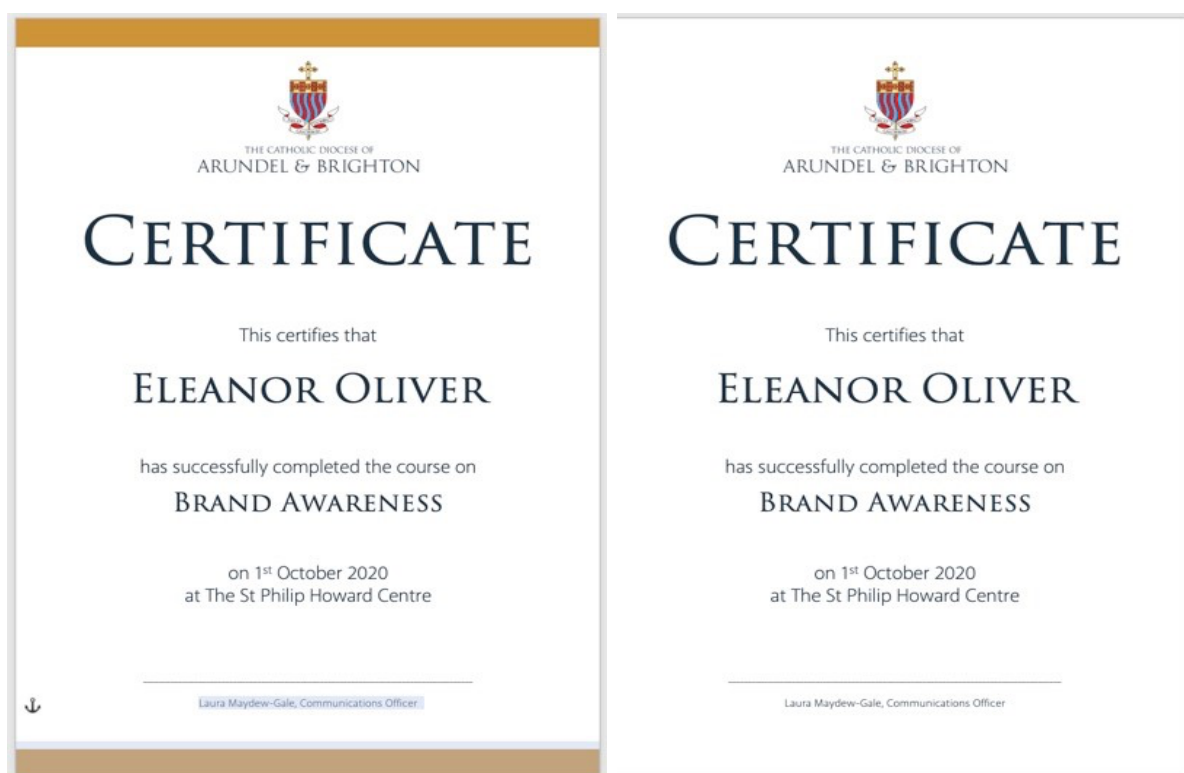 THE CATHOLIC DIOCESE OF
ARUNDEL & BRIGHTON
CERTIFICATE
This certifies that
ELEANOR OLIVER
has successfully completed the course on
BRAND AWARENESS
on 1st October 2020
at The St Philip Howard Centre
Laura Maydew-Gale, Communications Officer
THE CATHOLIC DIOCESE OF
ARUNDEL & BRIGHTON
CERTIFICATE
This certifies that
ELEANOR OLIVER
has successfully completed the course on
BRAND AWARENESS
on 1st October 2020
at The St Philip Howard Centre
Laura Maydew-Gale, Communications Officer